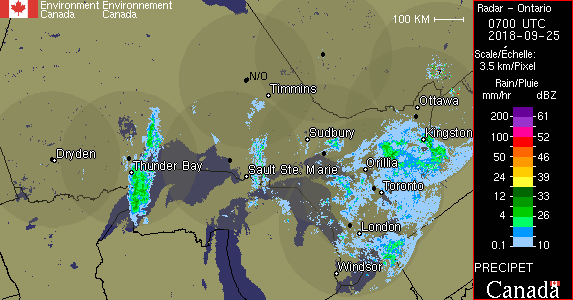 Environment Environnement
Canada Canada
100 KM
N/O
Timmins
Ottawa
Sudbury
Kingston
Dryden
Thunder Bay
Sault Ste. Marie
Orillia
Toronto
London
Windsor
Radar - Ontario
0700 UTC
2018-09-25
Scale/Échelle:
3.5 km/Pixel
Rain/Pluie
mm/hr dBZ
200 61
100 52
50 46
24 39
12 33
4 26
2 20
0.1 10
PRECIPET
Canada